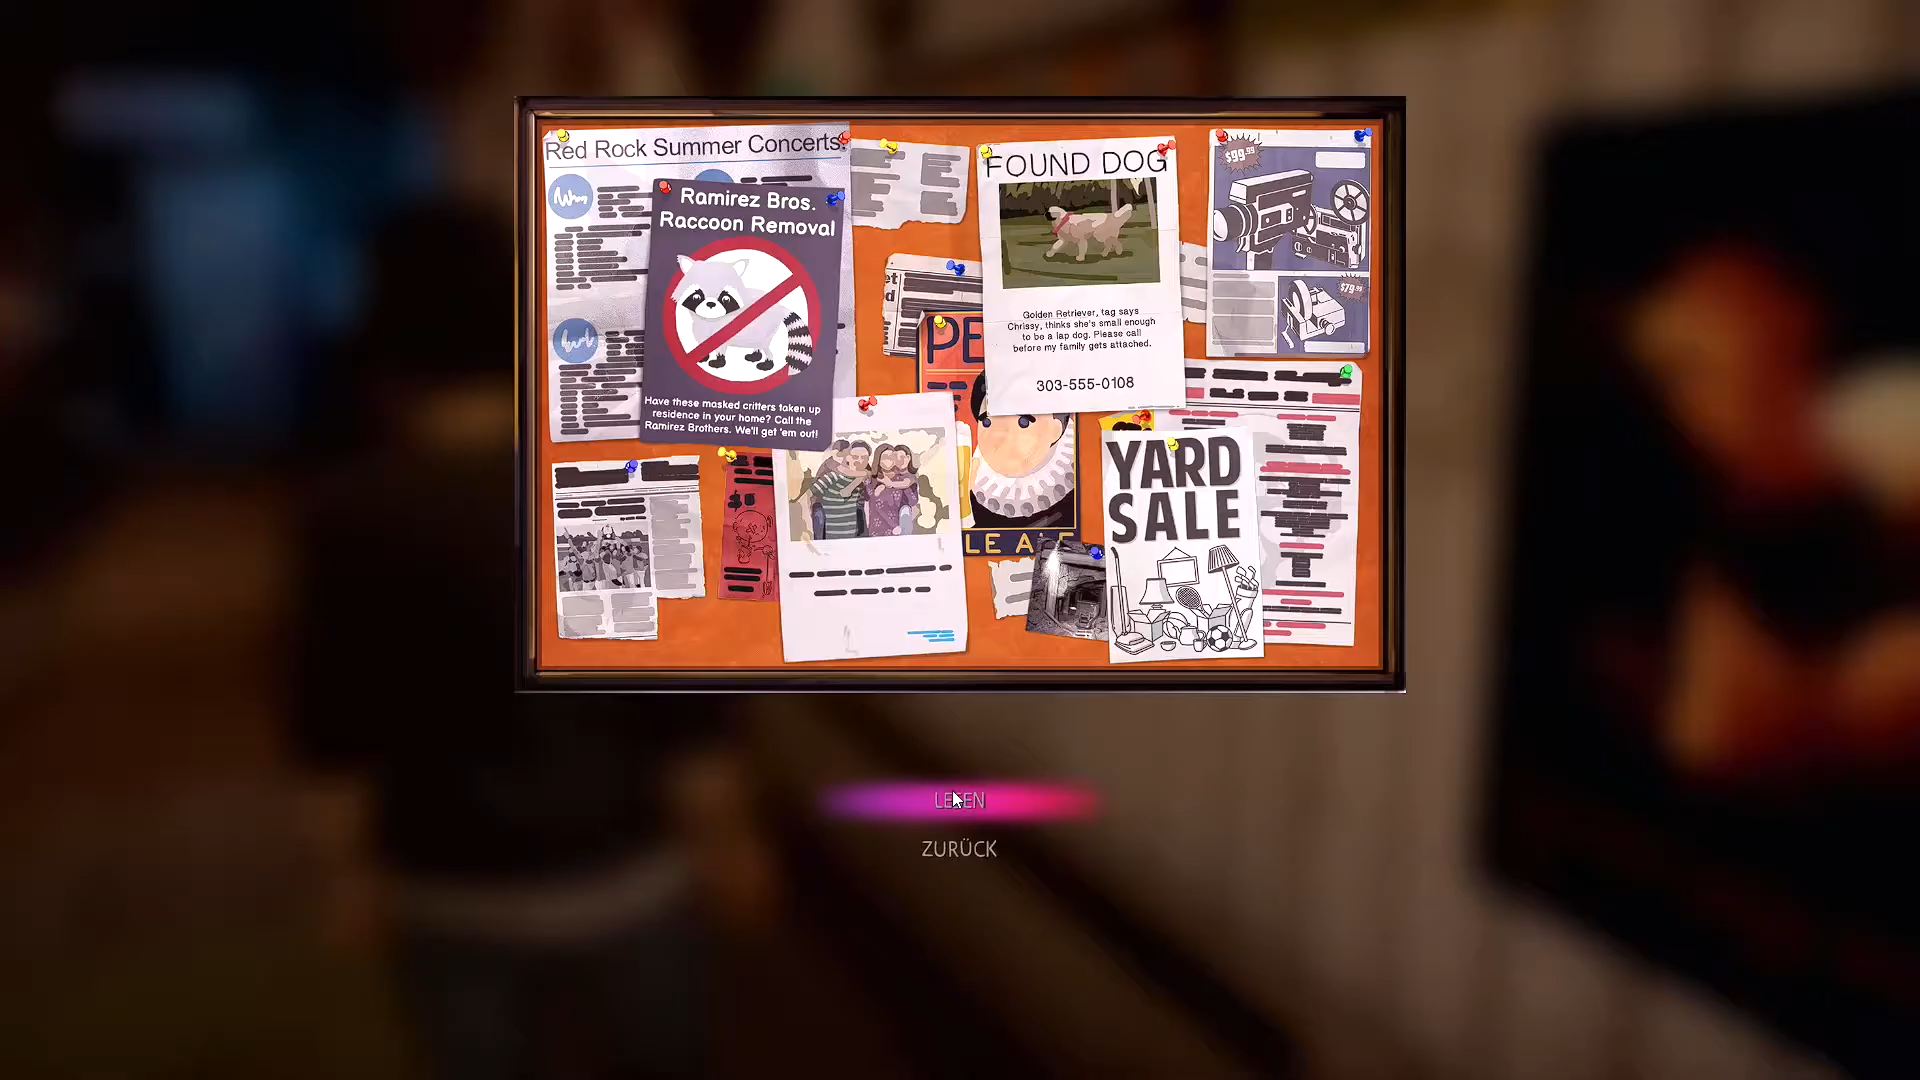 Red Rock Summer Concerts!
Ramirez Bros.
Raccoon Removal
Have these masked critters taken up
residence in your home? Call the
Ramirez Brothers. We'll get 'em out!
FOUND DOG
Golden Retriever, tag says
Chrissy, thinks she's small enough
to be a lap dog. Please call
before my family gets attached.
303-555-0108
$99.99
$79.99
PE
LE ALE
YARD
SALE
LESEN
ZURÜCK